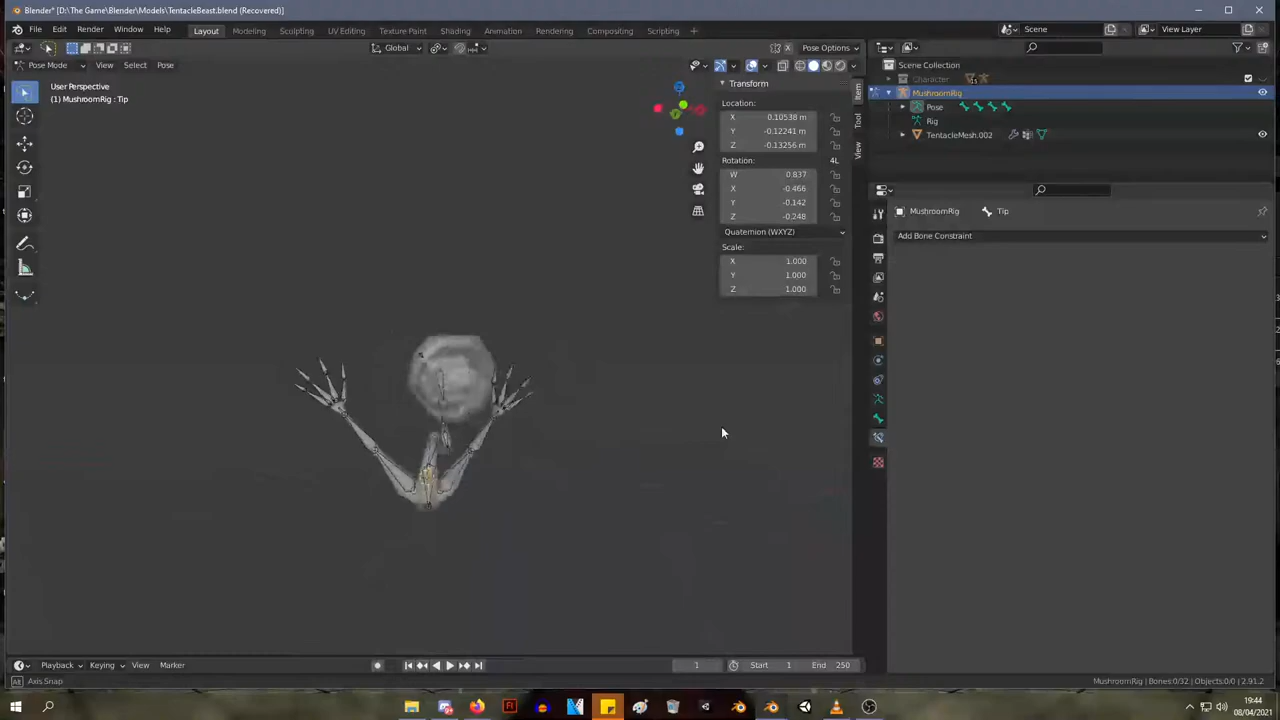 Blender* [D:\The Game\Blender\Models\TentacleBeast.blend (Recovered)]
File Edit Render Window Help Layout Modeling Sculpting UV Editing Texture Paint Shading Animation Rendering Compositing Scripting + Scene View Layer
Global Pose Options
Pose Mode View Select Pose
User Perspective
(1) MushroomRig : Tip
Transform
Location:
X 0.10538 m
Y -0.12241 m
Z -0.13256 m
Rotation: 4L
W 0.837
X -0.466
Y -0.142
Z -0.248
Quaternion (WXYZ)
Scale:
X 1.000
Y 1.000
Z 1.000
Item
Tool
View
Scene Collection
Character
MushroomRig
Pose
Rig
TentacleMesh.002
MushroomRig Tip
Add Bone Constraint
Playback Keying View Marker 1 Start 1 End 250
Axis Snap MushroomRig | Bones:0/32 | Objects:0/0 | 2.91.2
19:44
08/04/2021